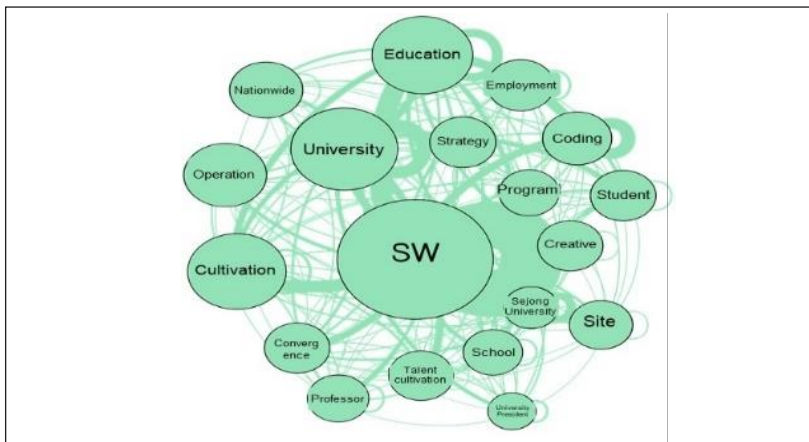 Education
Nationwide
Employment
University
Strategy
Coding
Operation
Program
Student
SW
Creative
Cultivation
Sejong
University
Site
Converg
ence
School
Talent
cultivation
Professor
University
President